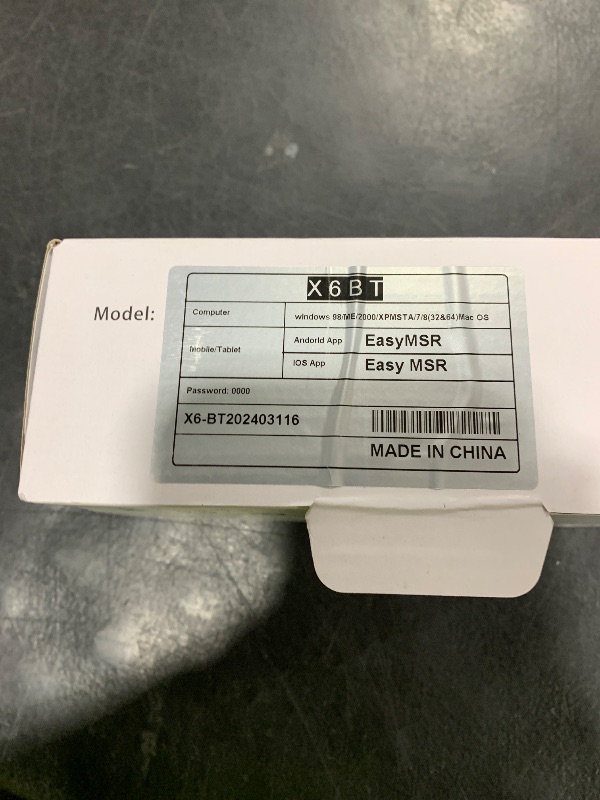 Model:
X6BT
Computer
windows 98/ME/2000/XPMSTA/7/8(32&64)Mac OS
Mobile/Tablet
Andorld App
EasyMSR
IOS App
Easy MSR
Password: 0000
X6-BT202403116
MADE IN CHINA